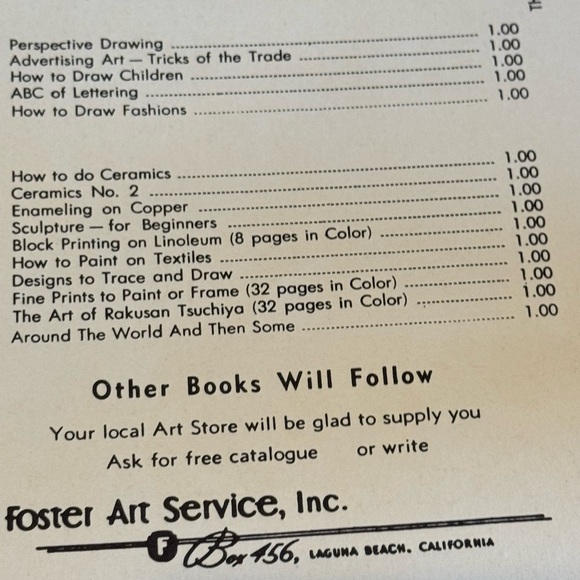 Perspective Drawing ........ 1.00
Advertising Art — Tricks of the Trade ........ 1.00
How to Draw Children ........ 1.00
ABC of Lettering ........ 1.00
How to Draw Fashions ........ 1.00
How to do Ceramics ........ 1.00
Ceramics No. 2 ........ 1.00
Enameling on Copper ........ 1.00
Sculpture — for Beginners ........ 1.00
Block Printing on Linoleum (8 pages in Color) ........ 1.00
How to Paint on Textiles ........ 1.00
Designs to Trace and Draw ........ 1.00
Fine Prints to Paint or Frame (32 pages in Color) ........ 1.00
The Art of Rakusan Tsuchiya (32 pages in Color) ........ 1.00
Around The World And Then Some ........ 1.00
Other Books Will Follow
Your local Art Store will be glad to supply you
Ask for free catalogue or write
Foster Art Service, Inc.
F Box 456, LAGUNA BEACH, CALIFORNIA